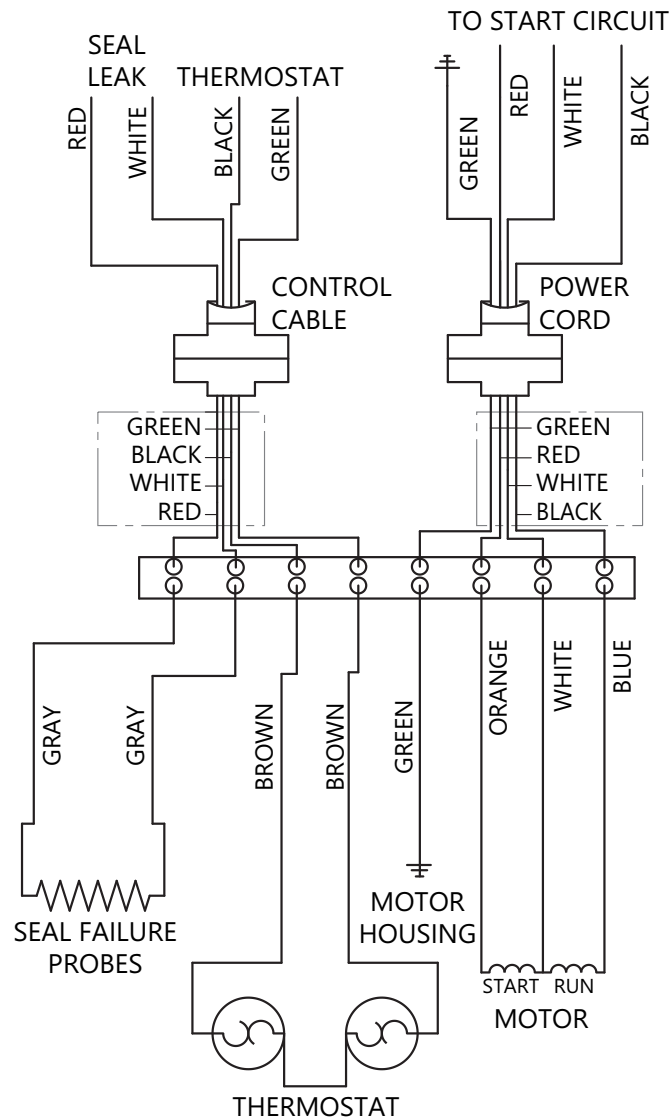 TO START CIRCUIT
SEAL
LEAK
THERMOSTAT
RED
WHITE
BLACK
GREEN
GREEN
RED
WHITE
BLACK
CONTROL
CABLE
POWER
CORD
GREEN
BLACK
WHITE
RED
GREEN
RED
WHITE
BLACK
GRAY
GRAY
BROWN
BROWN
GREEN
ORANGE
WHITE
BLUE
SEAL FAILURE
PROBES
MOTOR
HOUSING
START
RUN
MOTOR
THERMOSTAT